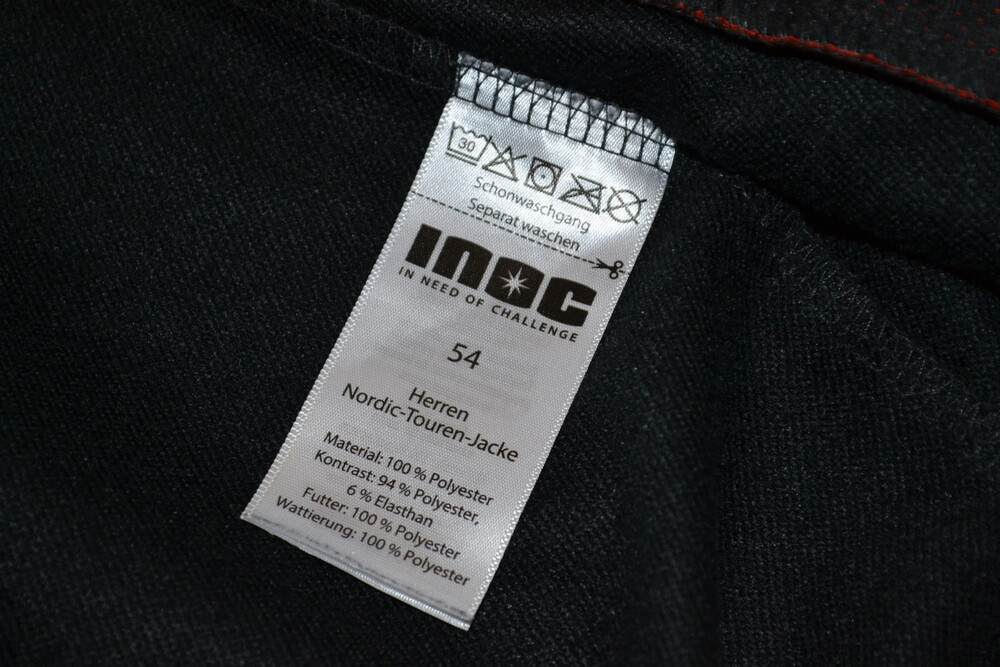 30
Schonwaschgang
Separat waschen
INOC
IN NEED OF CHALLENGE
54
Herren
Nordic-Touren-Jacke
Material: 100 % Polyester
Kontrast: 94 % Polyester,
6 % Elasthan
Futter: 100 % Polyester
Wattierung: 100 % Polyester